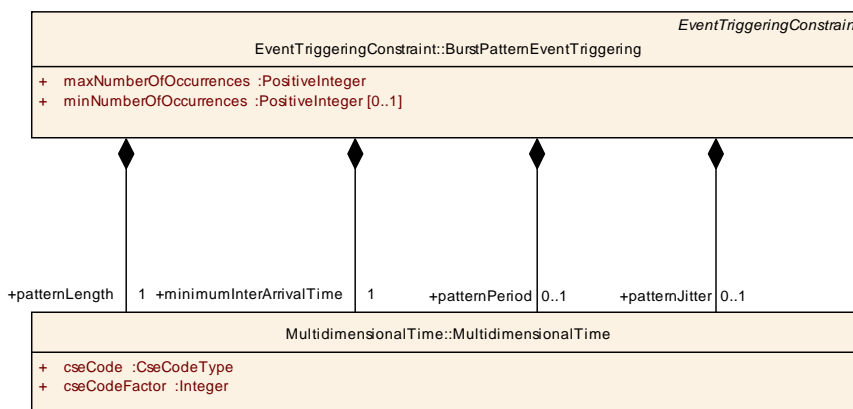 EventTriggeringConstrain
EventTriggeringConstraint::BurstPatternEventTriggering
+ maxNumberOfOccurrences :PositiveInteger
+ minNumberOfOccurrences :PositiveInteger [0..1]
+patternLength 1 +minimumInterArrivalTime 1 +patternPeriod 0..1 +patternJitter 0..1
MultidimensionalTime::MultidimensionalTime
+ cseCode :CseCodeType
+ cseCodeFactor :Integer